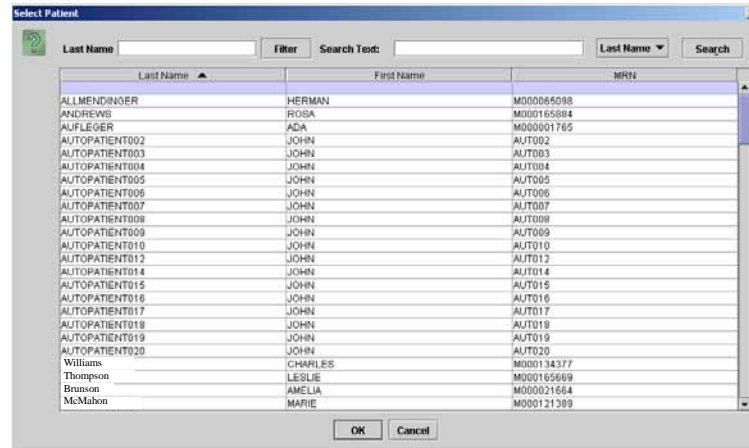 Select Patient
Last Name Filter Search Text: Last Name Search
Last Name First Name MRN
ALLMENDINGER HERMAN M000065098
ANDREWS ROSA M000165884
AUFLEGER ADA M000001765
AUTOPATIENT002 JOHN AUT002
AUTOPATIENT003 JOHN AUT003
AUTOPATIENT004 JOHN AUT004
AUTOPATIENT005 JOHN AUT005
AUTOPATIENT006 JOHN AUT006
AUTOPATIENT007 JOHN AUT007
AUTOPATIENT008 JOHN AUT008
AUTOPATIENT009 JOHN AUT009
AUTOPATIENT010 JOHN AUT010
AUTOPATIENT012 JOHN AUT012
AUTOPATIENT014 JOHN AUT014
AUTOPATIENT015 JOHN AUT015
AUTOPATIENT016 JOHN AUT016
AUTOPATIENT017 JOHN AUT017
AUTOPATIENT018 JOHN AUT018
AUTOPATIENT019 JOHN AUT019
AUTOPATIENT020 JOHN AUT020
Williams CHARLES M000134377
Thompson LESLIE M000165669
Brunson AMELIA M000021664
McMahon MARIE M000121389
OK Cancel